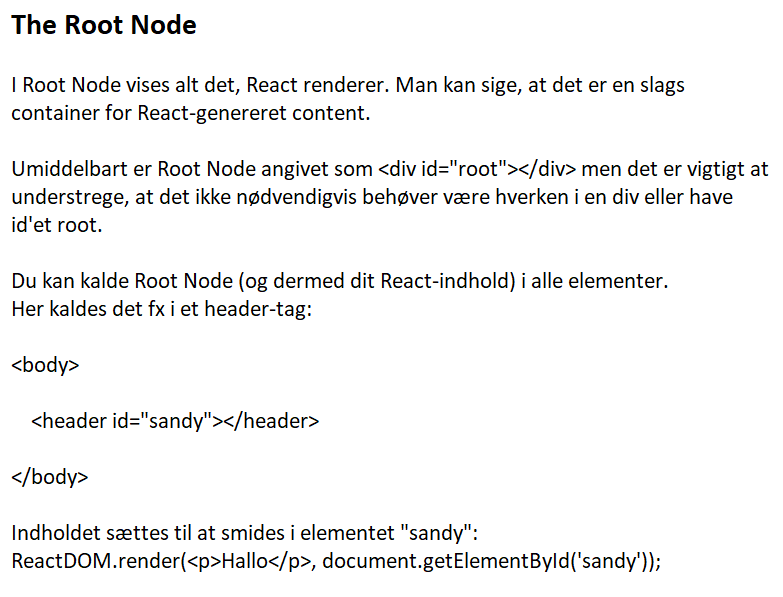 The Root Node
I Root Node vises alt det, React renderer. Man kan sige, at det er en slags
container for React-genereret content.
Umiddelbart er Root Node angivet som <div id="root"></div> men det er vigtigt at
understrege, at det ikke nødvendigvis behøver være hverken i en div eller have
id'et root.
Du kan kalde Root Node (og dermed dit React-indhold) i alle elementer.
Her kaldes det fx i et header-tag:
<body>
<header id="sandy"></header>
</body>
Indholdet sættes til at smides i elementet "sandy":
ReactDOM.render(<p>Hallo</p>, document.getElementById('sandy'));